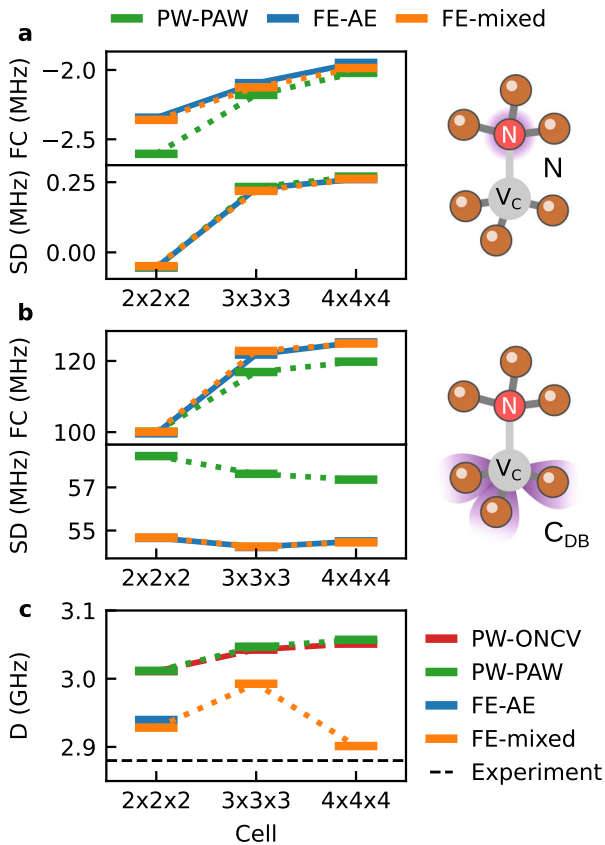 PW-PAW FE-AE FE-mixed
a
−2.0
−2.5
FC (MHz)
0.25
0.00
SD (MHz)
2x2x2 3x3x3 4x4x4
N
V_C
N
b
120
100
FC (MHz)
57
55
SD (MHz)
2x2x2 3x3x3 4x4x4
N
V_C
C_DB
c
3.1
3.0
2.9
D (GHz)
2x2x2 3x3x3 4x4x4
Cell
PW-ONCV
PW-PAW
FE-AE
FE-mixed
Experiment